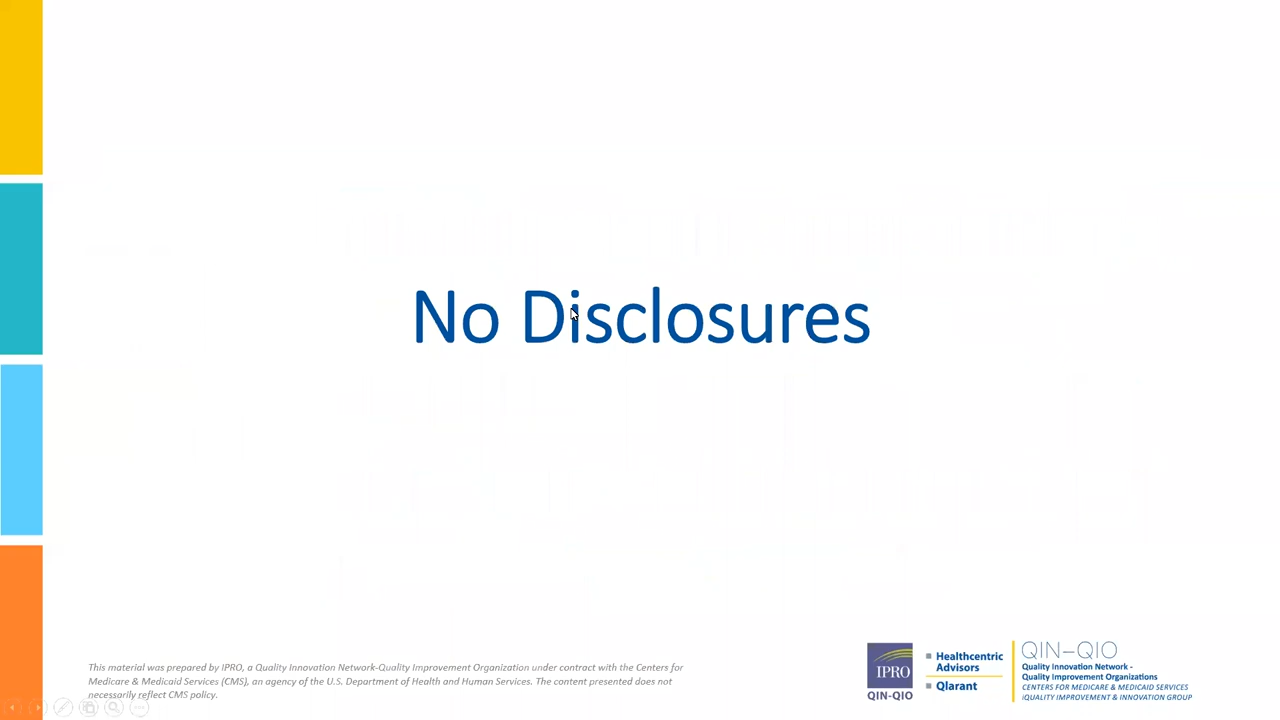 No Disclosures
This material was prepared by IPRO, a Quality Innovation Network-Quality Improvement Organization under contract with the Centers for
Medicare & Medicaid Services (CMS), an agency of the U.S. Department of Health and Human Services. The content presented does not
necessarily reflect CMS policy.
IPRO
QIN-QIO
Healthcentric
Advisors
Qlarant
QIN–QIO
Quality Innovation Network -
Quality Improvement Organizations
CENTERS FOR MEDICARE & MEDICAID SERVICES
iQUALITY IMPROVEMENT & INNOVATION GROUP